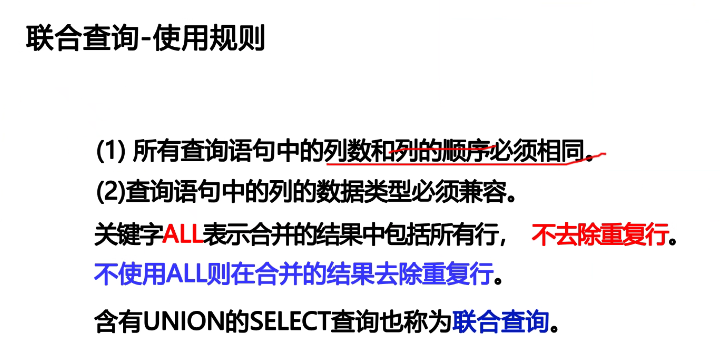 联合查询-使用规则
(1) 所有查询语句中的列数和列的顺序必须相同。
(2)查询语句中的列的数据类型必须兼容。
关键字ALL表示合并的结果中包括所有行， 不去除重复行。
不使用ALL则在合并的结果去除重复行。
含有UNION的SELECT查询也称为联合查询。